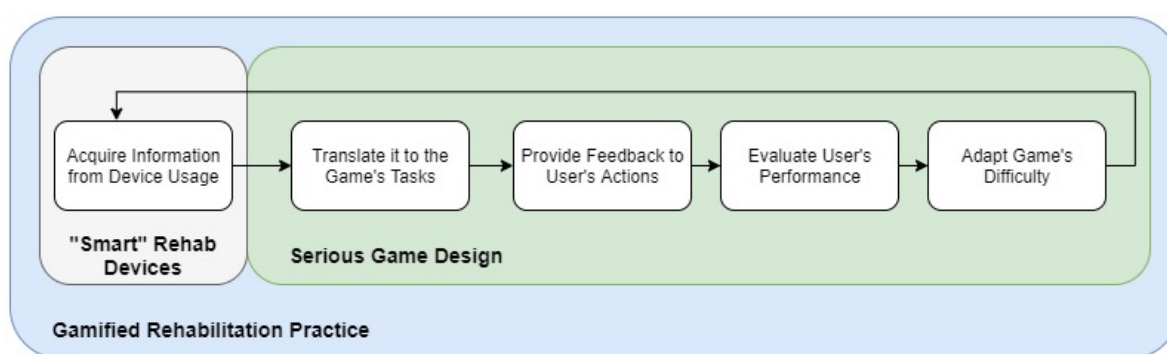 Acquire Information
from Device Usage
Translate it to the
Game's Tasks
Provide Feedback to
User's Actions
Evaluate User's
Performance
Adapt Game's
Difficulty
"Smart" Rehab
Devices
Serious Game Design
Gamified Rehabilitation Practice